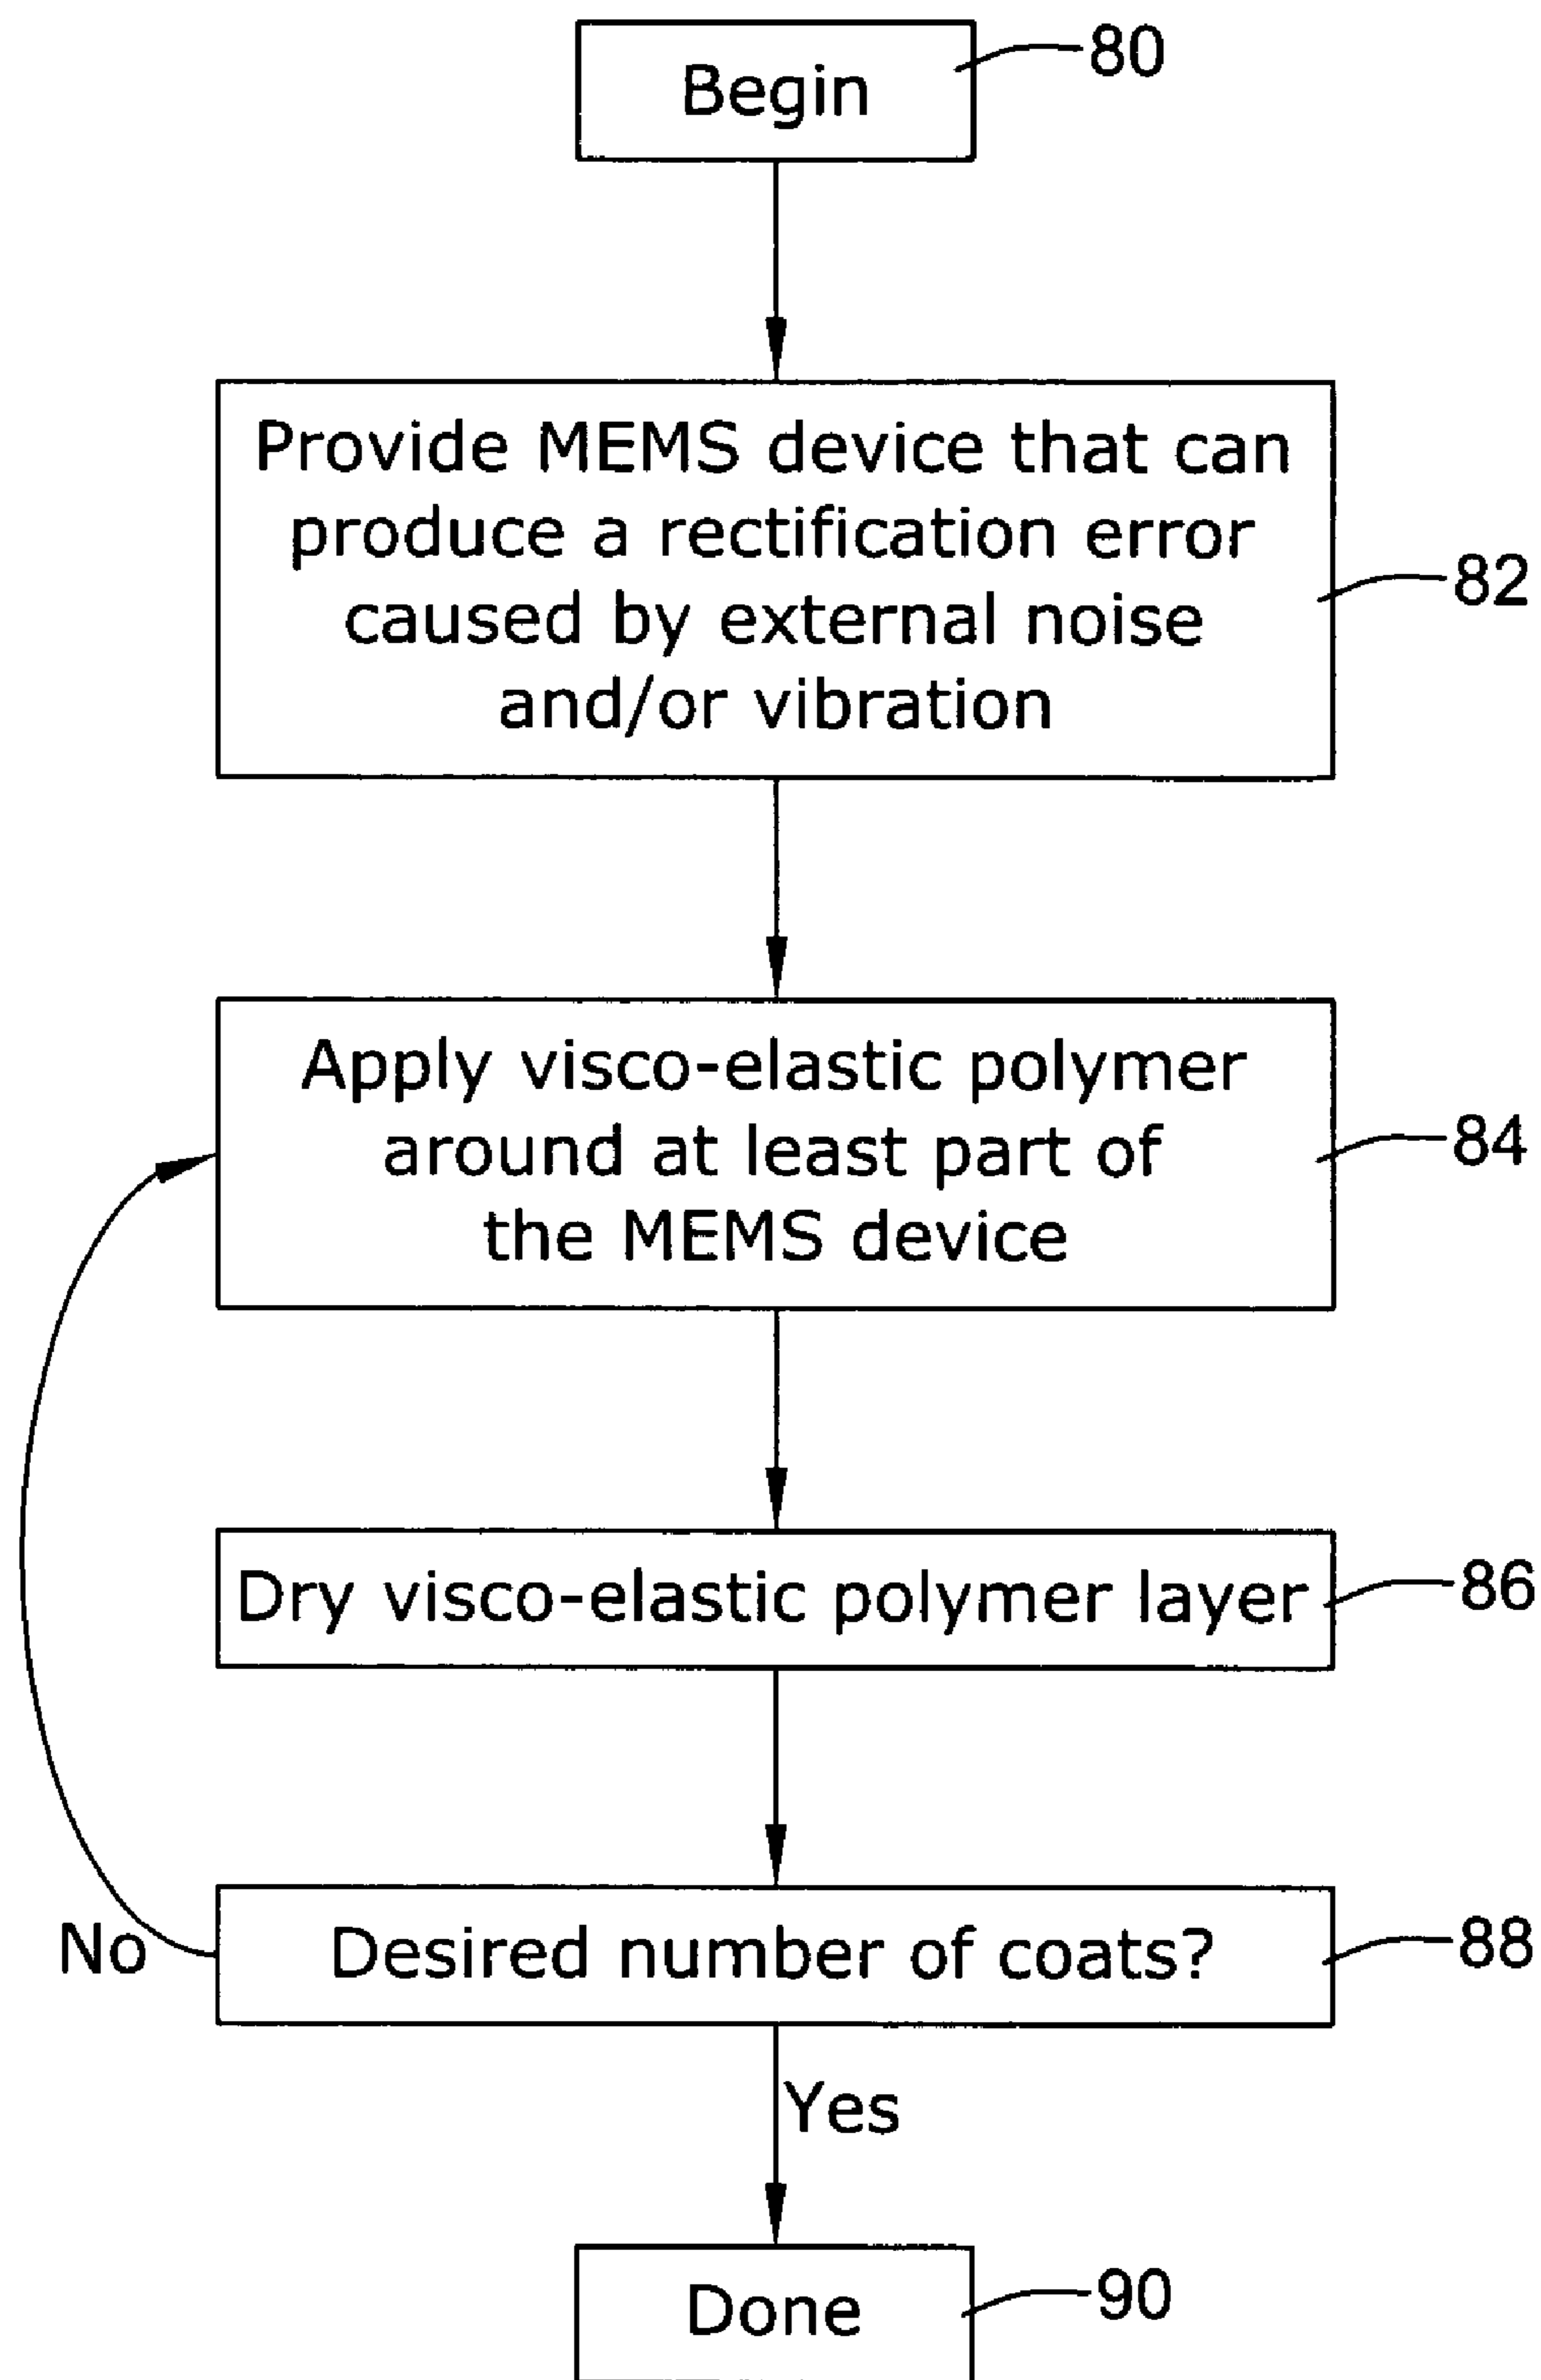 Begin
80
Provide MEMS device that can
produce a rectification error
caused by external noise
and/or vibration
82
Apply visco-elastic polymer
around at least part of
the MEMS device
84
Dry visco-elastic polymer layer
86
Desired number of coats?
88
No
Yes
Done
90